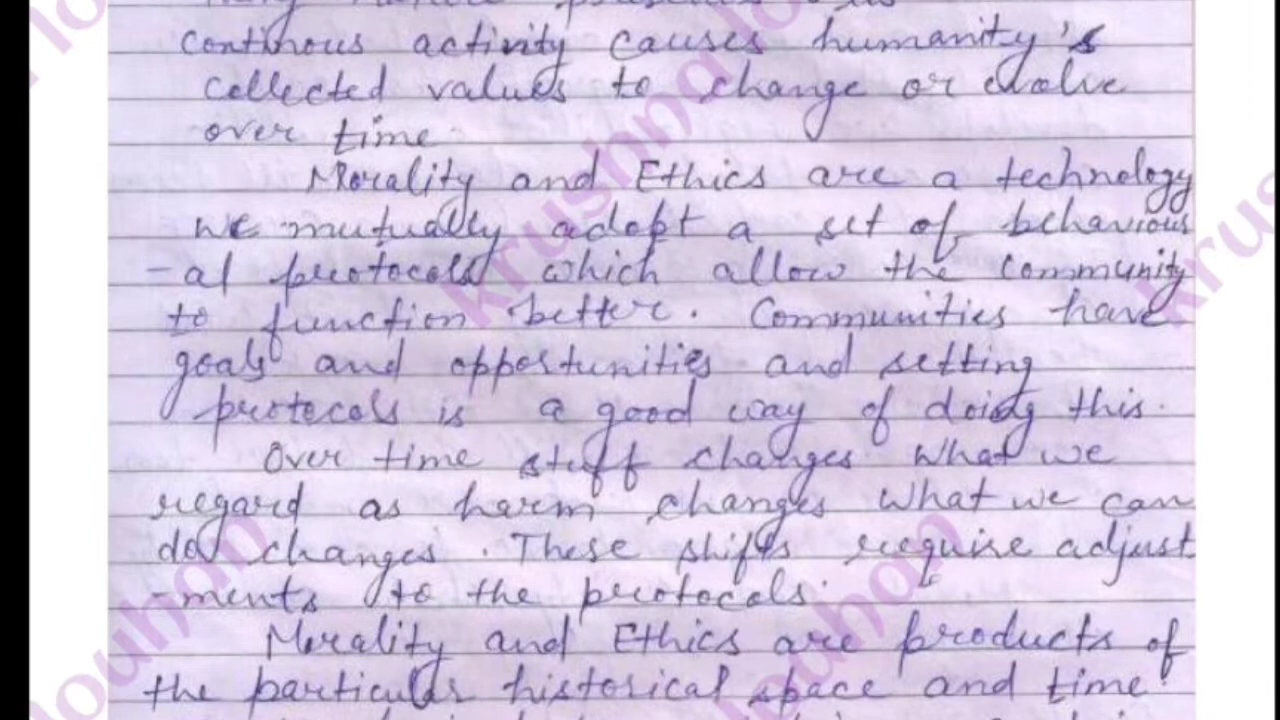 continous activity causes humanity's
collected values to change or evolve
over time
Morality and Ethics are a technology
we mutually adopt a set of behaviour
-al protocols which allow the community
to function better. Communities have
goals and opportunities and setting
protocols is a good way of doing this.
Over time stuff changes what we
regard as harm changes what we can
do changes. These shifts require adjust
-ments to the protocols.
Morality and Ethics are products of
the particular historical space and time
krushna
louhan